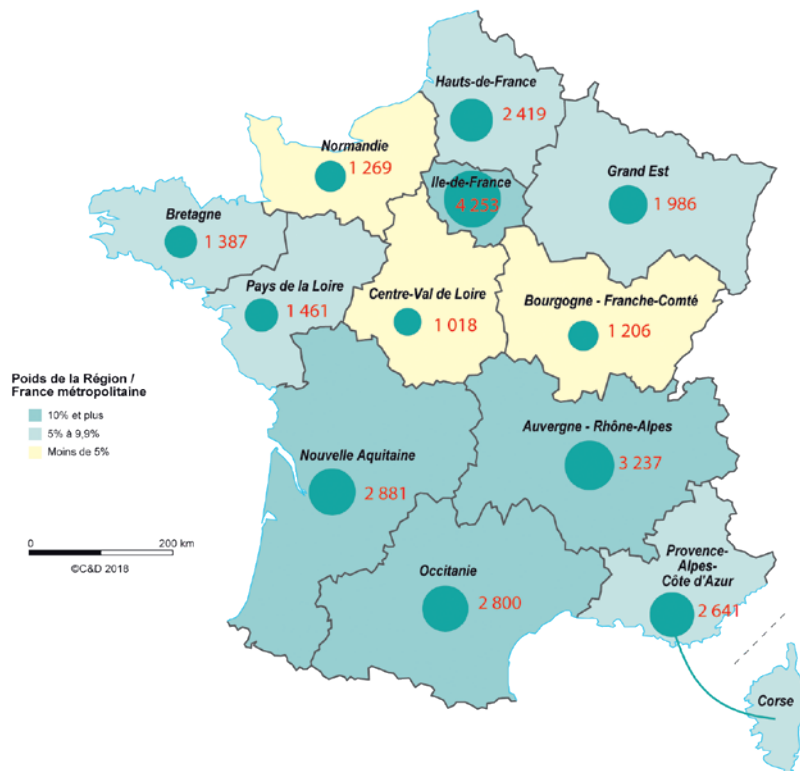 Hauts-de-France
2 419
Normandie
1 269
Ile-de-France
4 253
Grand Est
1 986
Bretagne
1 387
Pays de la Loire
1 461
Centre-Val de Loire
1 018
Bourgogne - Franche-Comté
1 206
Poids de la Région /
France métropolitaine
10% et plus
5% à 9,9%
Moins de 5%
Auvergne - Rhône-Alpes
3 237
Nouvelle Aquitaine
2 881
0 200 km
©C&D 2018
Occitanie
2 800
Provence-
Alpes-
Côte d'Azur
2 641
Corse